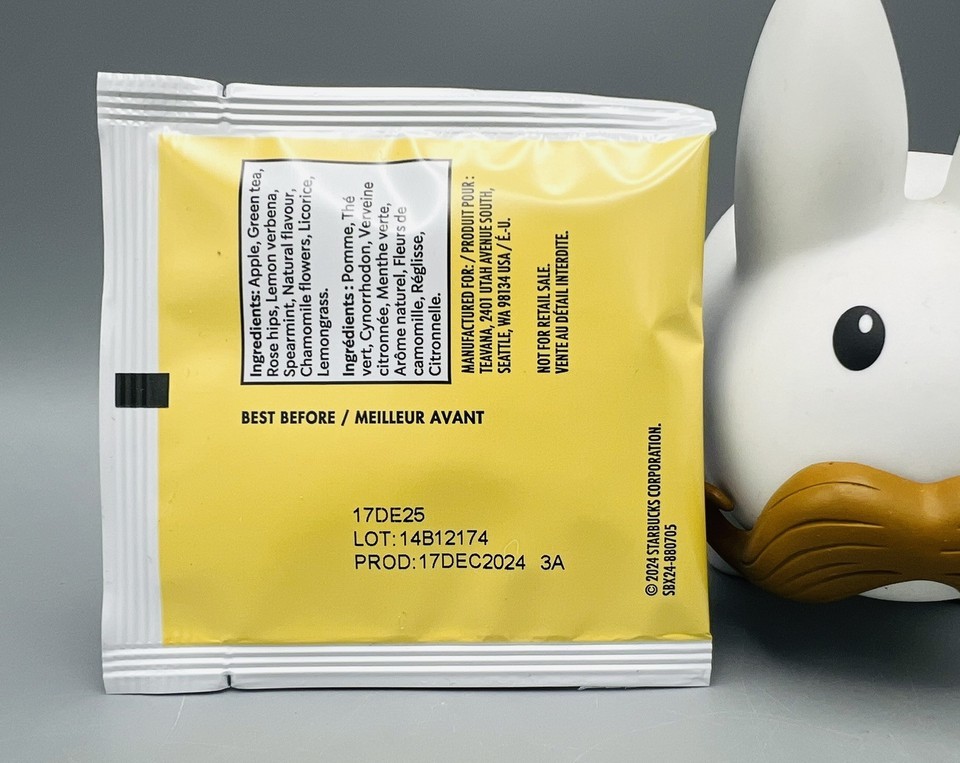 Ingredients: Apple, Green tea,
Rose hips, Lemon verbena,
Spearmint, Natural flavour,
Chamomile flowers, Licorice,
Lemongrass.
Ingrédients : Pomme, Thé
vert, Cynorrhodon, Verveine
citronnée, Menthe verte,
Arôme naturel, Fleurs de
camomille, Réglisse,
Citronnelle.
MANUFACTURED FOR: / PRODUIT POUR :
TEAVANA, 2401 UTAH AVENUE SOUTH,
SEATTLE, WA 98134 USA / É.-U.
NOT FOR RETAIL SALE.
VENTE AU DÉTAIL INTERDITE.
BEST BEFORE / MEILLEUR AVANT
17DE25
LOT:14B12174
PROD:17DEC2024 3A
© 2024 STARBUCKS CORPORATION.
SBX24-880705